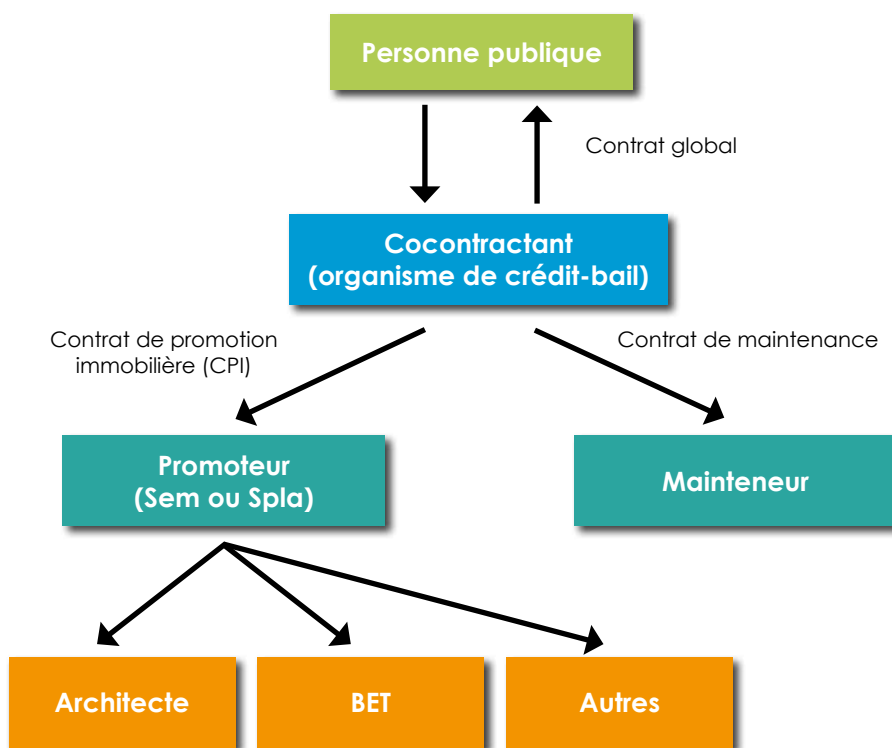 Personne publique
Contrat global
Cocontractant
(organisme de crédit-bail)
Contrat de promotion
immobilière (CPI)
Contrat de maintenance
Promoteur
(Sem ou Spla)
Mainteneur
Architecte
BET
Autres